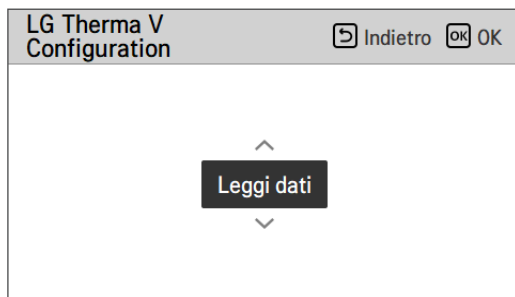 LG Therma V
Configuration
Indietro OK OK
Leggi dati